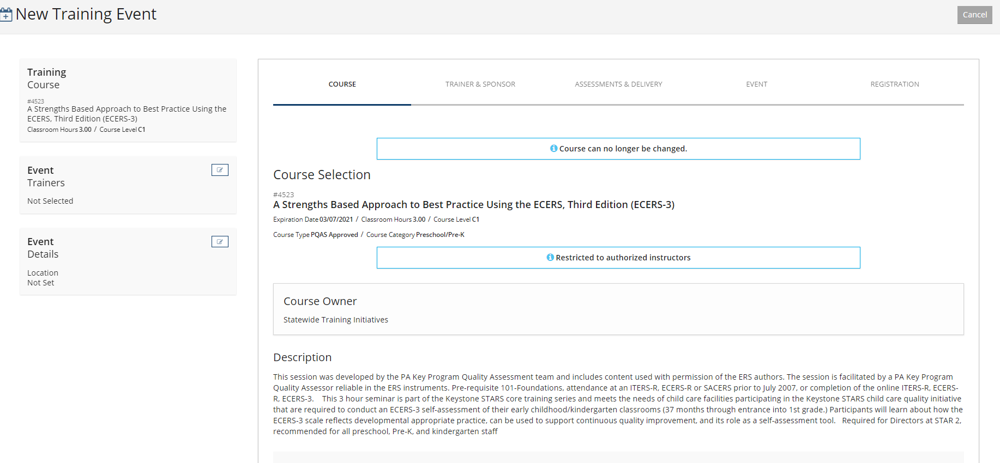 New Training Event
Cancel
Training
Course
#4523
A Strengths Based Approach to Best Practice Using the
ECERS, Third Edition (ECERS-3)
Classroom Hours 3.00 / Course Level C1
Event
Trainers
Not Selected
Event
Details
Location
Not Set
COURSE
TRAINER & SPONSOR
ASSESSMENTS & DELIVERY
EVENT
REGISTRATION
Course can no longer be changed.
Course Selection
#4523
A Strengths Based Approach to Best Practice Using the ECERS, Third Edition (ECERS-3)
Expiration Date 03/07/2021 / Classroom Hours 3.00 / Course Level C1
Course Type PQAS Approved / Course Category Preschool/Pre-K
Restricted to authorized instructors
Course Owner
Statewide Training Initiatives
Description
This session was developed by the PA Key Program Quality Assessment team and includes content used with permission of the ERS authors. The session is facilitated by a PA Key Program
Quality Assessor reliable in the ERS instruments. Pre-requisite 101-Foundations, attendance at an ITERS-R, ECERS-R or SACERS prior to July 2007, or completion of the online ITERS-R, ECERS-
R, ECERS-3. This 3 hour seminar is part of the Keystone STARS core training series and meets the needs of child care facilities participating in the Keystone STARS child care quality initiative
that are required to conduct an ECERS-3 self-assessment of their early childhood/kindergarten classrooms (37 months through entrance into 1st grade.) Participants will learn about how the
ECERS-3 scale reflects developmental appropriate practice, can be used to support continuous quality improvement, and its role as a self-assessment tool. Required for Directors at STAR 2,
recommended for all preschool, Pre-K, and kindergarten staff